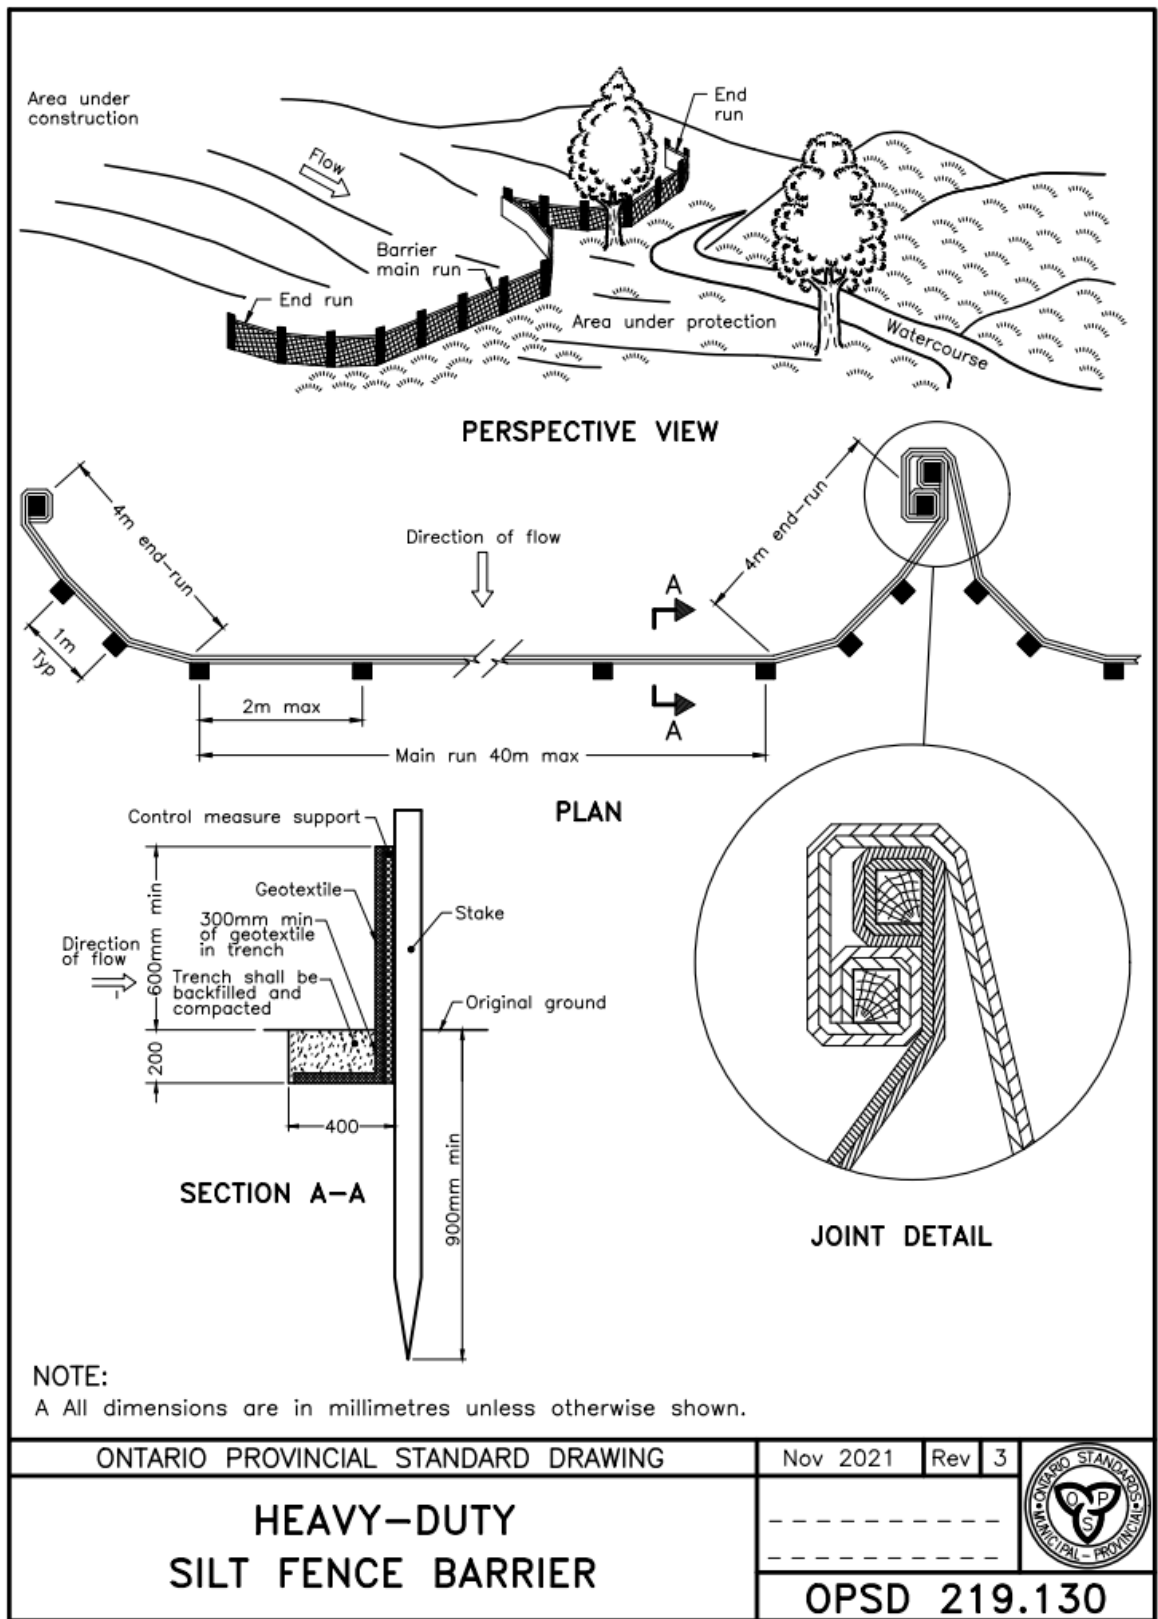 Area under
construction
Flow
End
run
Barrier
main run
End run
Area under protection
Watercourse
PERSPECTIVE VIEW
4m end-run
Direction of flow
4m end-run
A
1m
Typ
2m max
A
Main run 40m max
PLAN
Control measure support
Geotextile
300mm min
of geotextile
in trench
Stake
Direction
of flow
600mm min
Trench shall be
backfilled and
compacted
Original ground
200
400
900mm min
SECTION A-A
JOINT DETAIL
NOTE:
A All dimensions are in millimetres unless otherwise shown.
ONTARIO PROVINCIAL STANDARD DRAWING
Nov 2021
Rev
3
HEAVY-DUTY
SILT FENCE BARRIER
ONTARIO STANDARDS
MUNICIPAL - PROVINCIAL
O P
S
OPSD 219.130